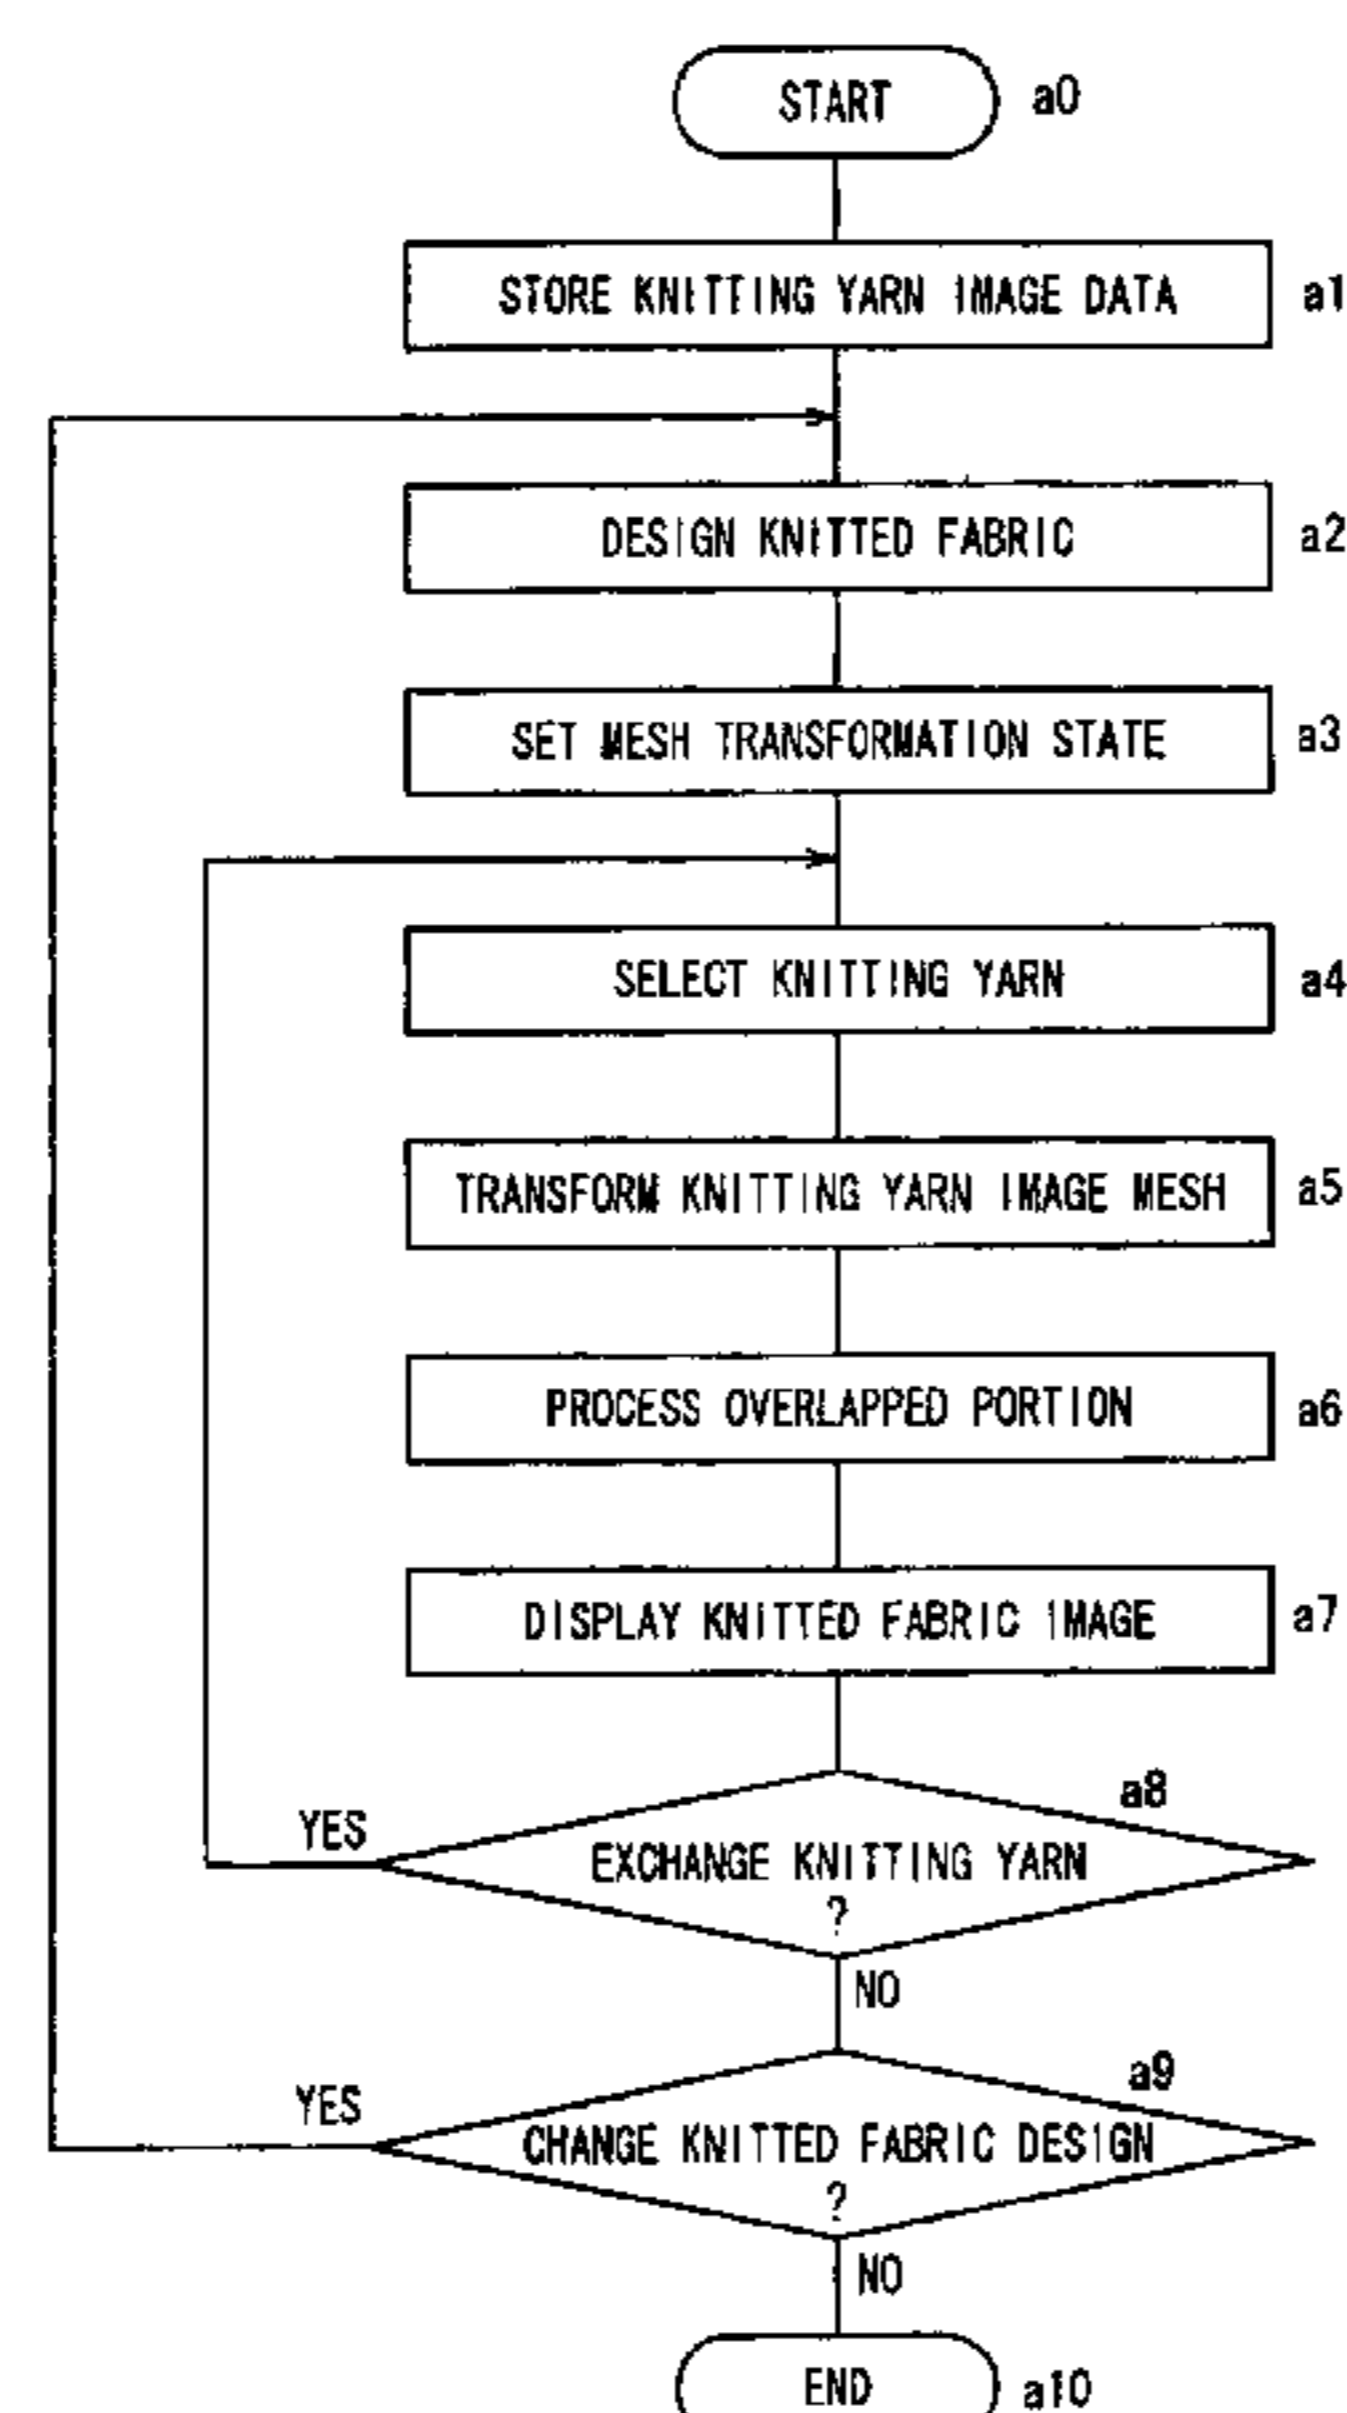 START a0
STORE KNITTING YARN IMAGE DATA a1
DESIGN KNITTED FABRIC a2
SET MESH TRANSFORMATION STATE a3
SELECT KNITTING YARN a4
TRANSFORM KNITTING YARN IMAGE MESH a5
PROCESS OVERLAPPED PORTION a6
DISPLAY KNITTED FABRIC IMAGE a7
a8
YES
EXCHANGE KNITTING YARN
?
NO
a9
YES
CHANGE KNITTED FABRIC DESIGN
?
NO
END a10